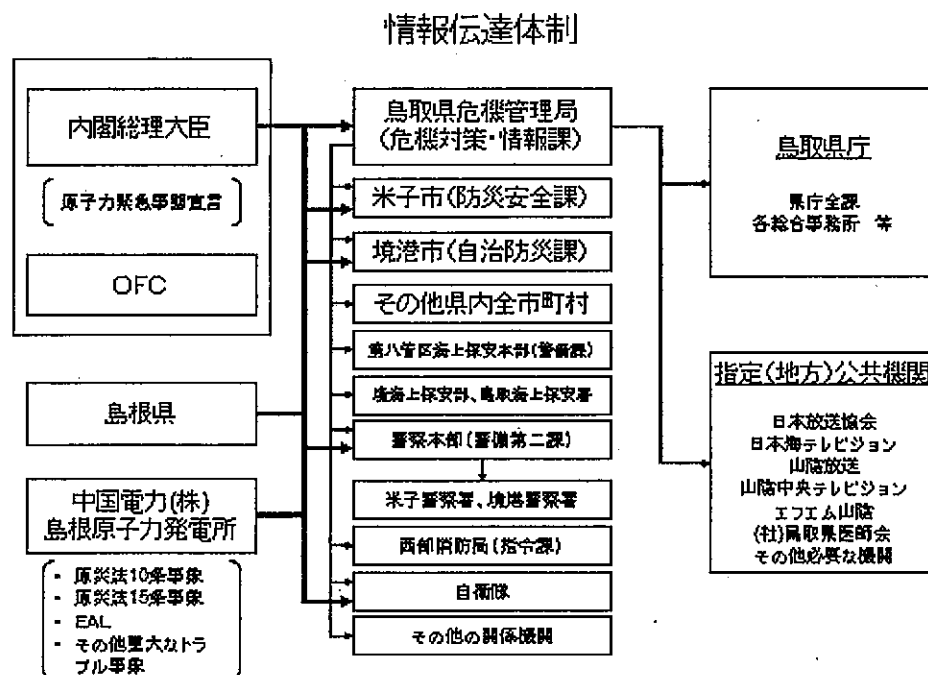 情報伝達体制
内閣総理大臣
原子力緊急事態宣言
OFC
島根県
中国電力(株)
島根原子力発電所
- 原災法10条事象
- 原災法15条事象
- EAL
- その他重大なトラ
ブル事象
鳥取県危機管理局
(危機対策・情報課)
米子市(防災安全課)
境港市(自治防災課)
その他県内全市町村
第八管区海上保安本部(警備課)
境海上保安部、鳥取海上保安署
警察本部(警備第二課)
米子警察署、境港警察署
西部消防局(指令課)
自衛隊
その他の関係機関
鳥取県庁
県庁全課
各総合事務所 等
指定(地方)公共機関
日本放送協会
日本海テレビジョン
山陰放送
山陰中央テレビジョン
エフエム山陰
(社)鳥取県医師会
その他必要な機関